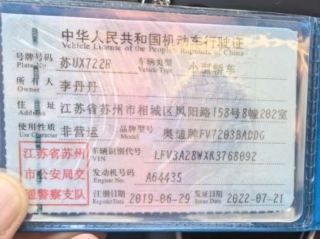 中华人民共和国机动车行驶证
Vehicle License of the People's Republic of China
号牌号码 苏UX722R 车辆类型 小型轿车
Plate No. Vehicle Type
所有人 李丹丹
Owner
住址 江苏省苏州市相城区凤阳路158号8幢202室
Address
使用性质 非营运 品牌型号 奥迪牌FV7203BADDG
Use Character Model
江苏省苏州市公安局交通警察支队
车辆识别代号 LFV3A28WXK3768092
VIN
发动机号码 A64435
Engine No.
注册日期 2019-06-29 发证日期 2022-07-21
Register Date Issue Date